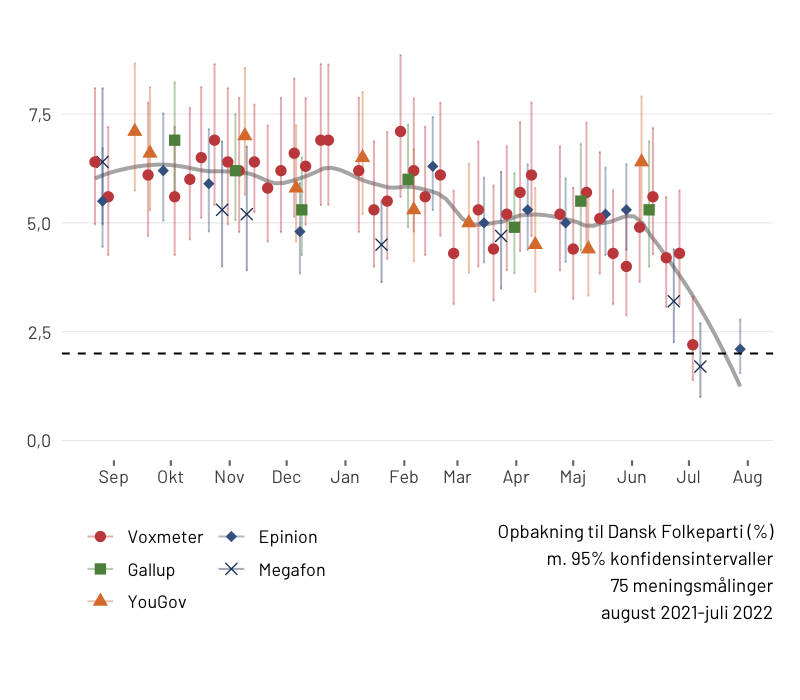 7,5
5,0
2,5
0,0
Sep Okt Nov Dec Jan Feb Mar Apr Maj Jun Jul Aug
Voxmeter Epinion
Gallup Megafon
YouGov
Opbakning til Dansk Folkeparti (%)
m. 95% konfidensintervaller
75 meningsmålinger
august 2021-juli 2022